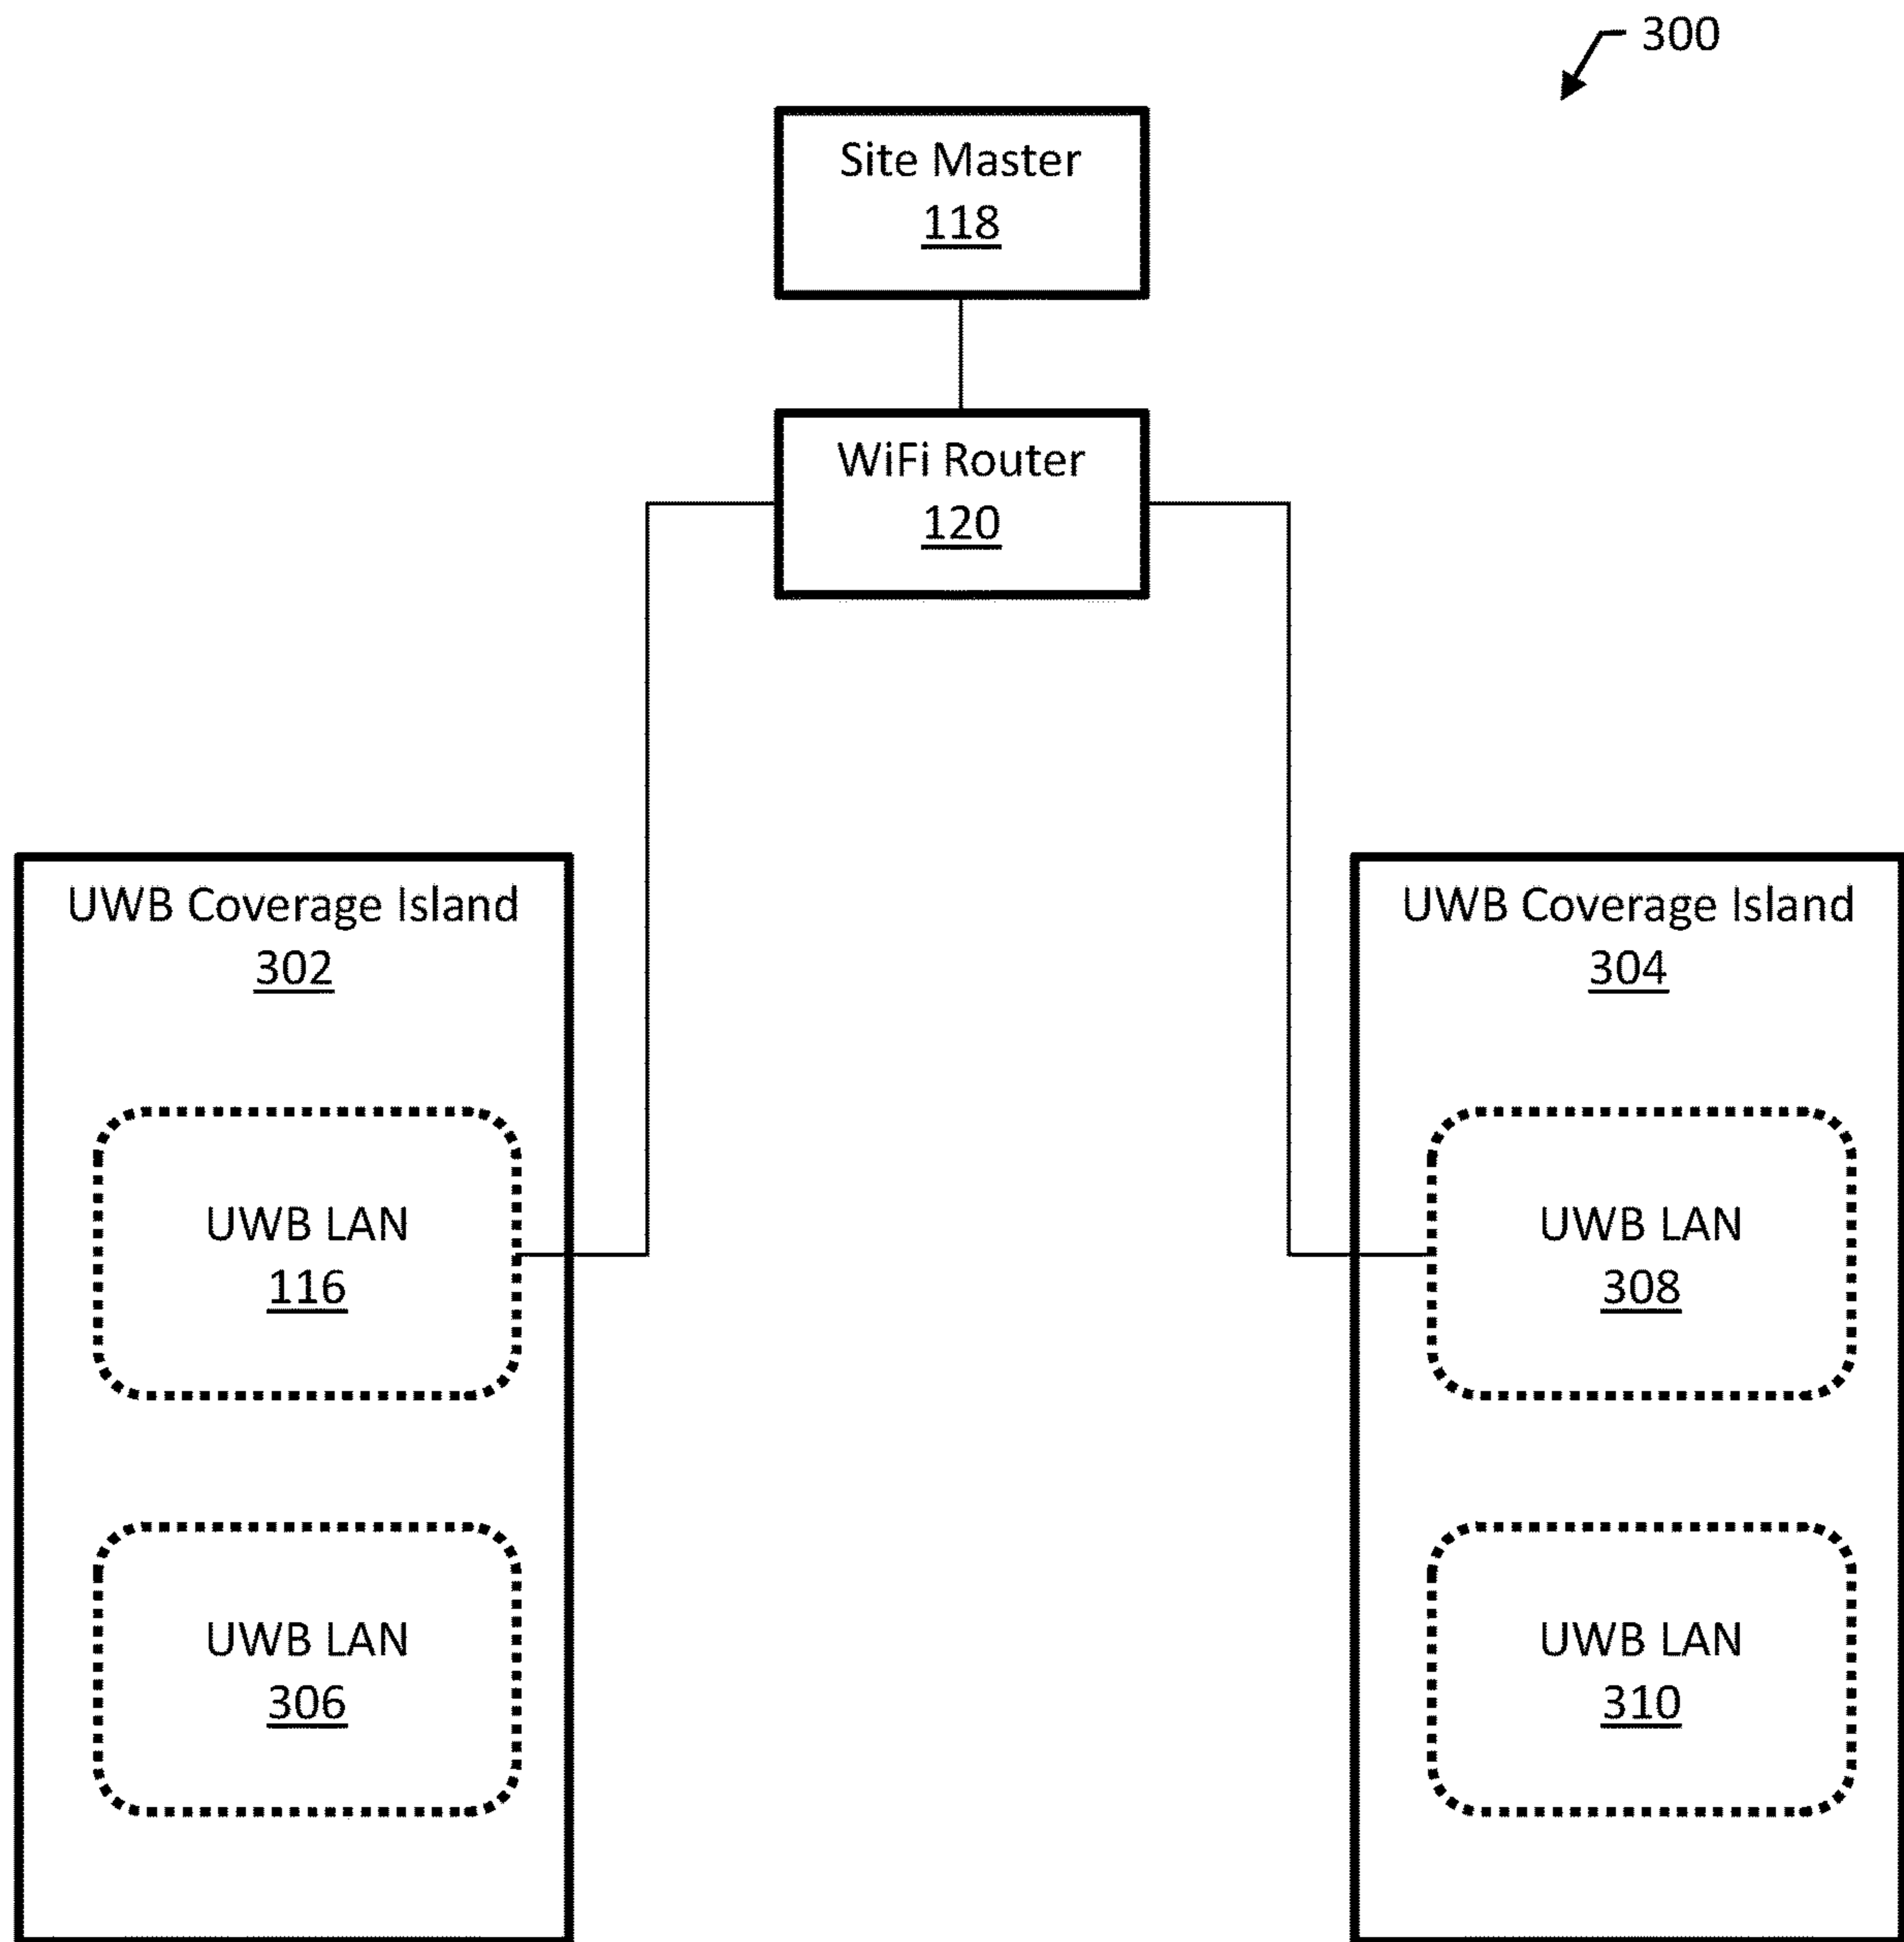 300
Site Master
118
WiFi Router
120
UWB Coverage Island
302
UWB LAN
116
UWB LAN
306
UWB Coverage Island
304
UWB LAN
308
UWB LAN
310